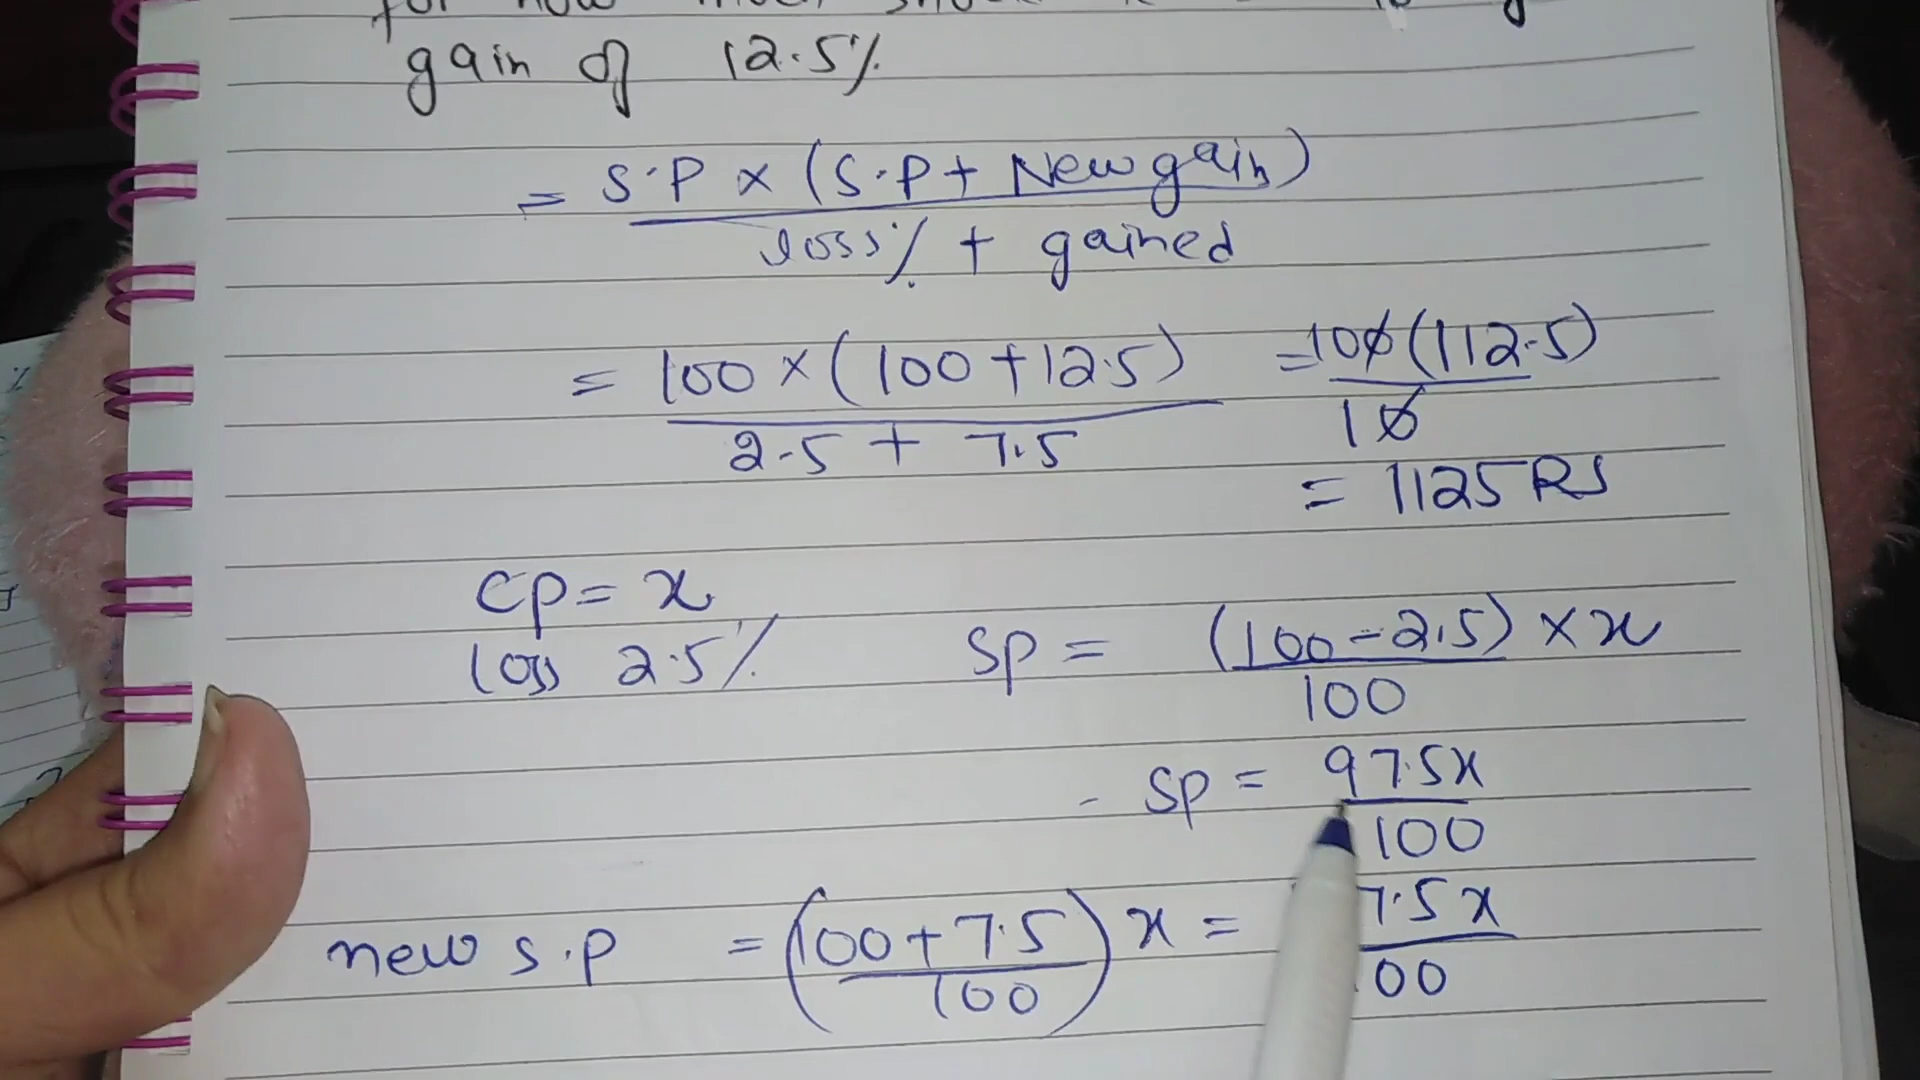 gain of 12.5%
= S.P x (S.P + New gain)
loss% + gained
= 100 x (100 + 12.5) = 100 (112.5)
2.5 + 7.5 10
= 1125 Rs
CP = x
loss 2.5% SP = (100 - 2.5) x x
100
- SP = 97.5x
100
new s.p = (100 + 7.5) x = 7.5x
100 00